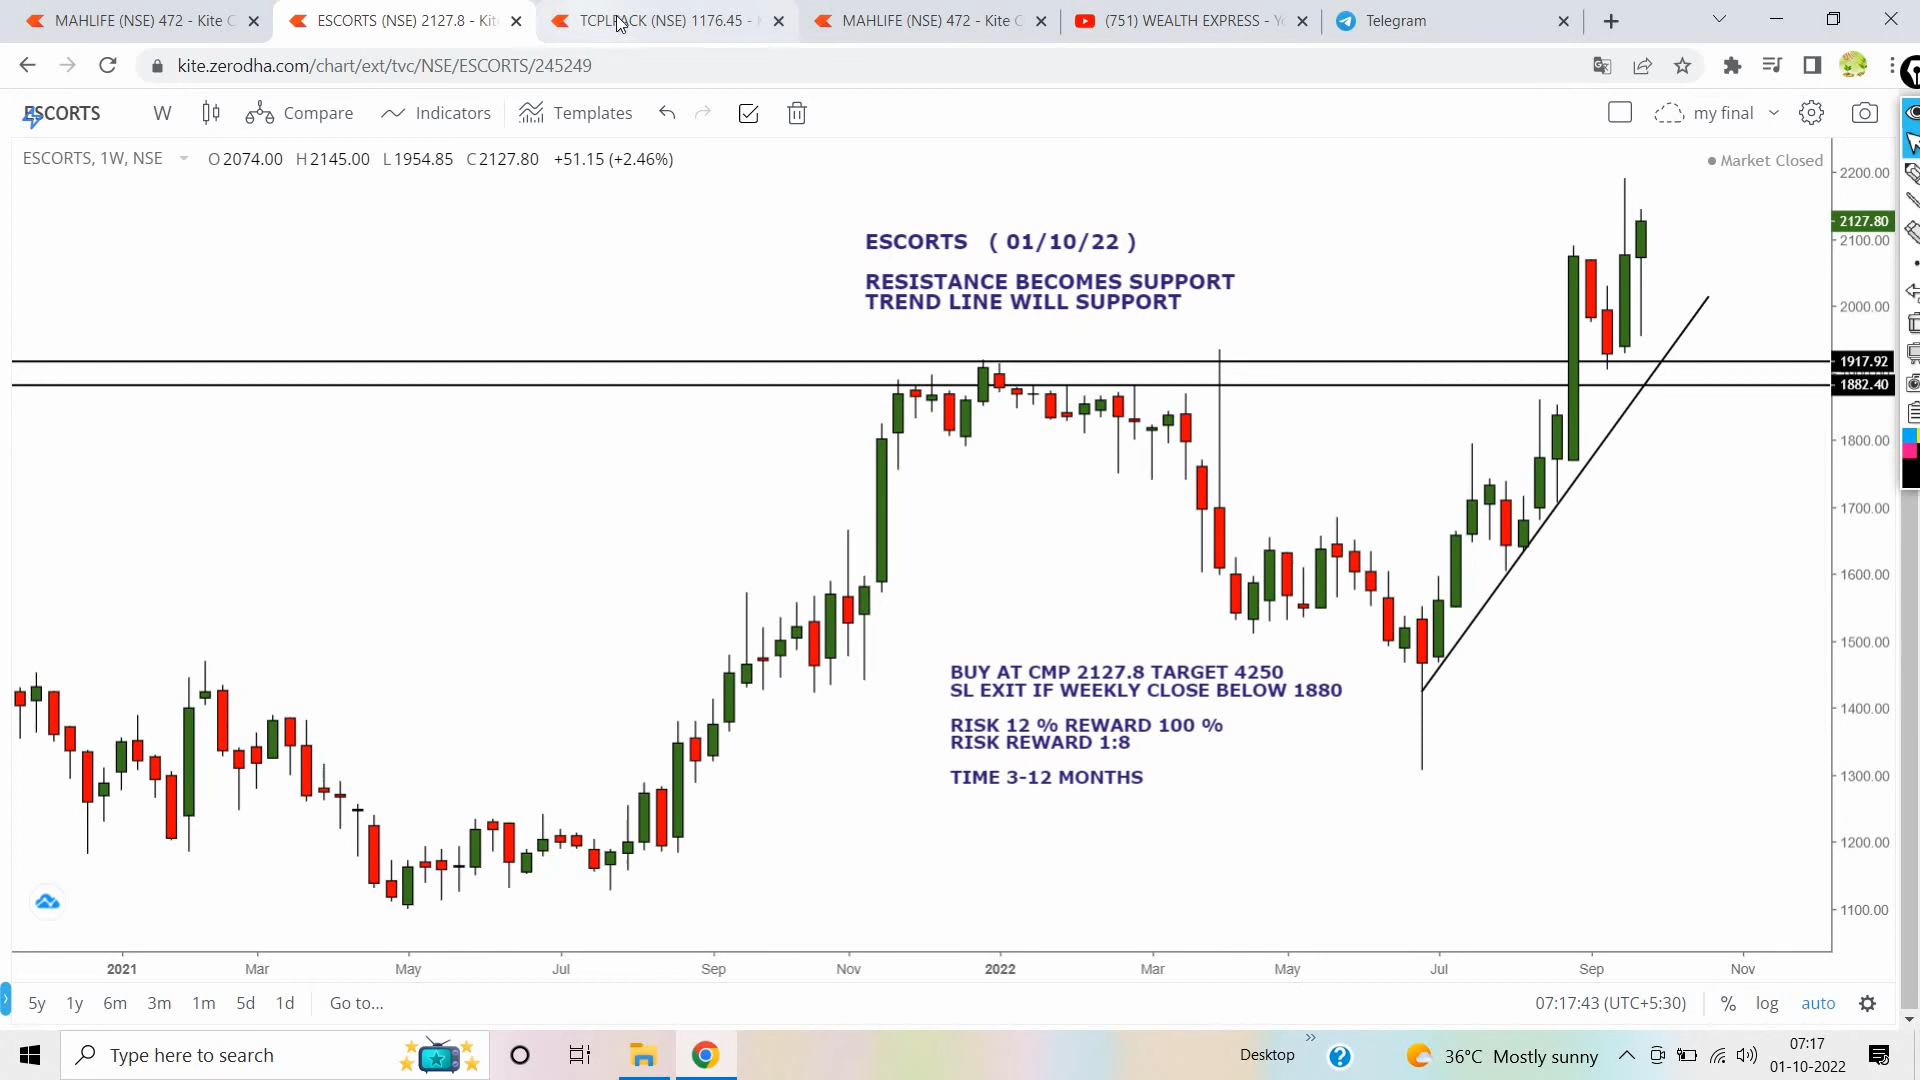 MAHLIFE (NSE) 472 - Kite C
ESCORTS (NSE) 2127.8 - Kit
TCPLPACK (NSE) 1176.45 -
MAHLIFE (NSE) 472 - Kite C
(751) WEALTH EXPRESS - Yo
Telegram
kite.zerodha.com/chart/ext/tvc/NSE/ESCORTS/245249
ESCORTS
W
Compare
Indicators
Templates
my final
ESCORTS, 1W, NSE
O2074.00 H2145.00 L1954.85 C2127.80 +51.15 (+2.46%)
Market Closed
2200.00
2127.80
2100.00
2000.00
1917.92
1882.40
1800.00
1700.00
1600.00
1500.00
1400.00
1300.00
1200.00
1100.00
ESCORTS ( 01/10/22 )
RESISTANCE BECOMES SUPPORT
TREND LINE WILL SUPPORT
BUY AT CMP 2127.8 TARGET 4250
SL EXIT IF WEEKLY CLOSE BELOW 1880
RISK 12 % REWARD 100 %
RISK REWARD 1:8
TIME 3-12 MONTHS
2021 Mar May Jul Sep Nov 2022 Mar May Jul Sep Nov
5y 1y 6m 3m 1m 5d 1d Go to...
07:17:43 (UTC+5:30) % log auto
Type here to search
Desktop
36°C Mostly sunny
07:17
01-10-2022